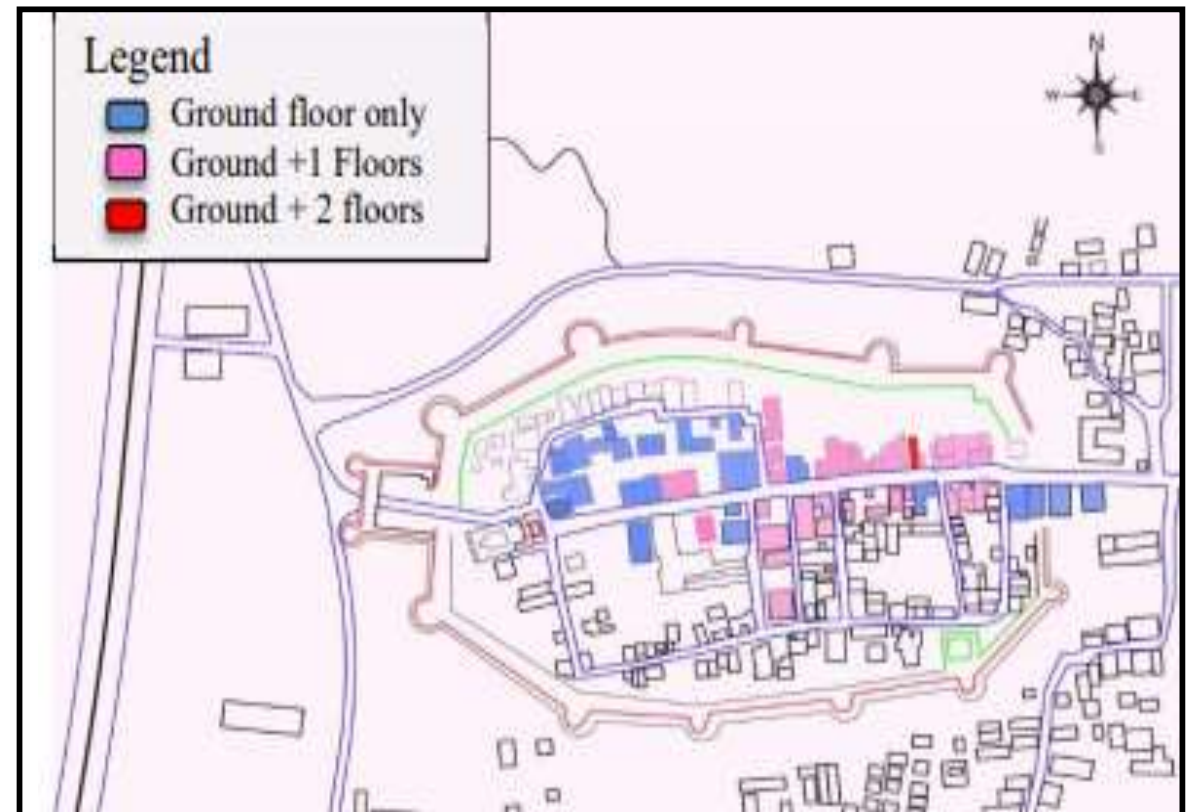 Legend
Ground floor only
Ground +1 Floors
Ground + 2 floors
N
W E
S